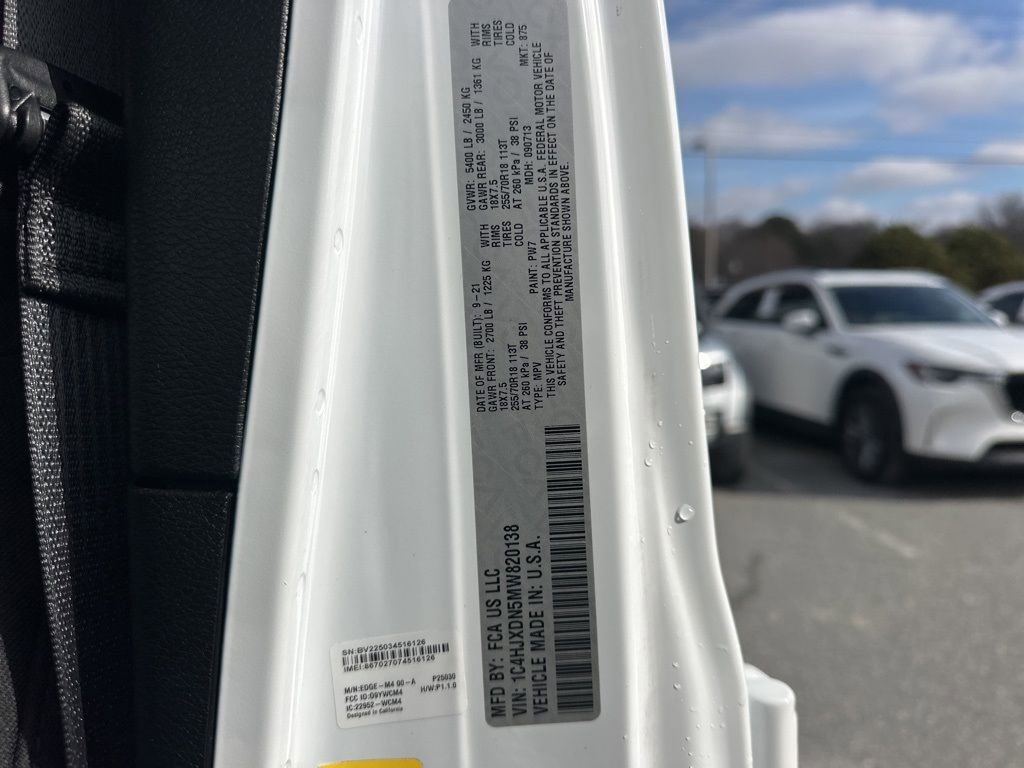 MFD BY: FCA US LLC
VIN: 1C4HJXDN5MW820138
VEHICLE MADE IN: U.S.A.
DATE OF MFR (BUILT): 9-21 GVWR: 5400 LB / 2450 KG
GAWR FRONT: 2700 LB / 1225 KG WITH GAWR REAR: 3000 LB / 1361 KG WITH
18X7.5 RIMS 18X7.5 RIMS
255/70R18 113T TIRES 255/70R18 113T TIRES
AT 260 kPa / 38 PSI COLD AT 260 kPa / 38 PSI COLD
TYPE: MPV PAINT: PW7 MDH: 090713 MKT: 875
THIS VEHICLE CONFORMS TO ALL APPLICABLE U.S.A. FEDERAL MOTOR VEHICLE
SAFETY AND THEFT PREVENTION STANDARDS IN EFFECT ON THE DATE OF
MANUFACTURE SHOWN ABOVE.
SN:BV225034516126
IMEI:867027074516126
M/N:EDGE-M4 00-A P25030
FCC ID:O9YWCM4 H/W:P1.1.0
IC:22952-WCM4
Designed in California